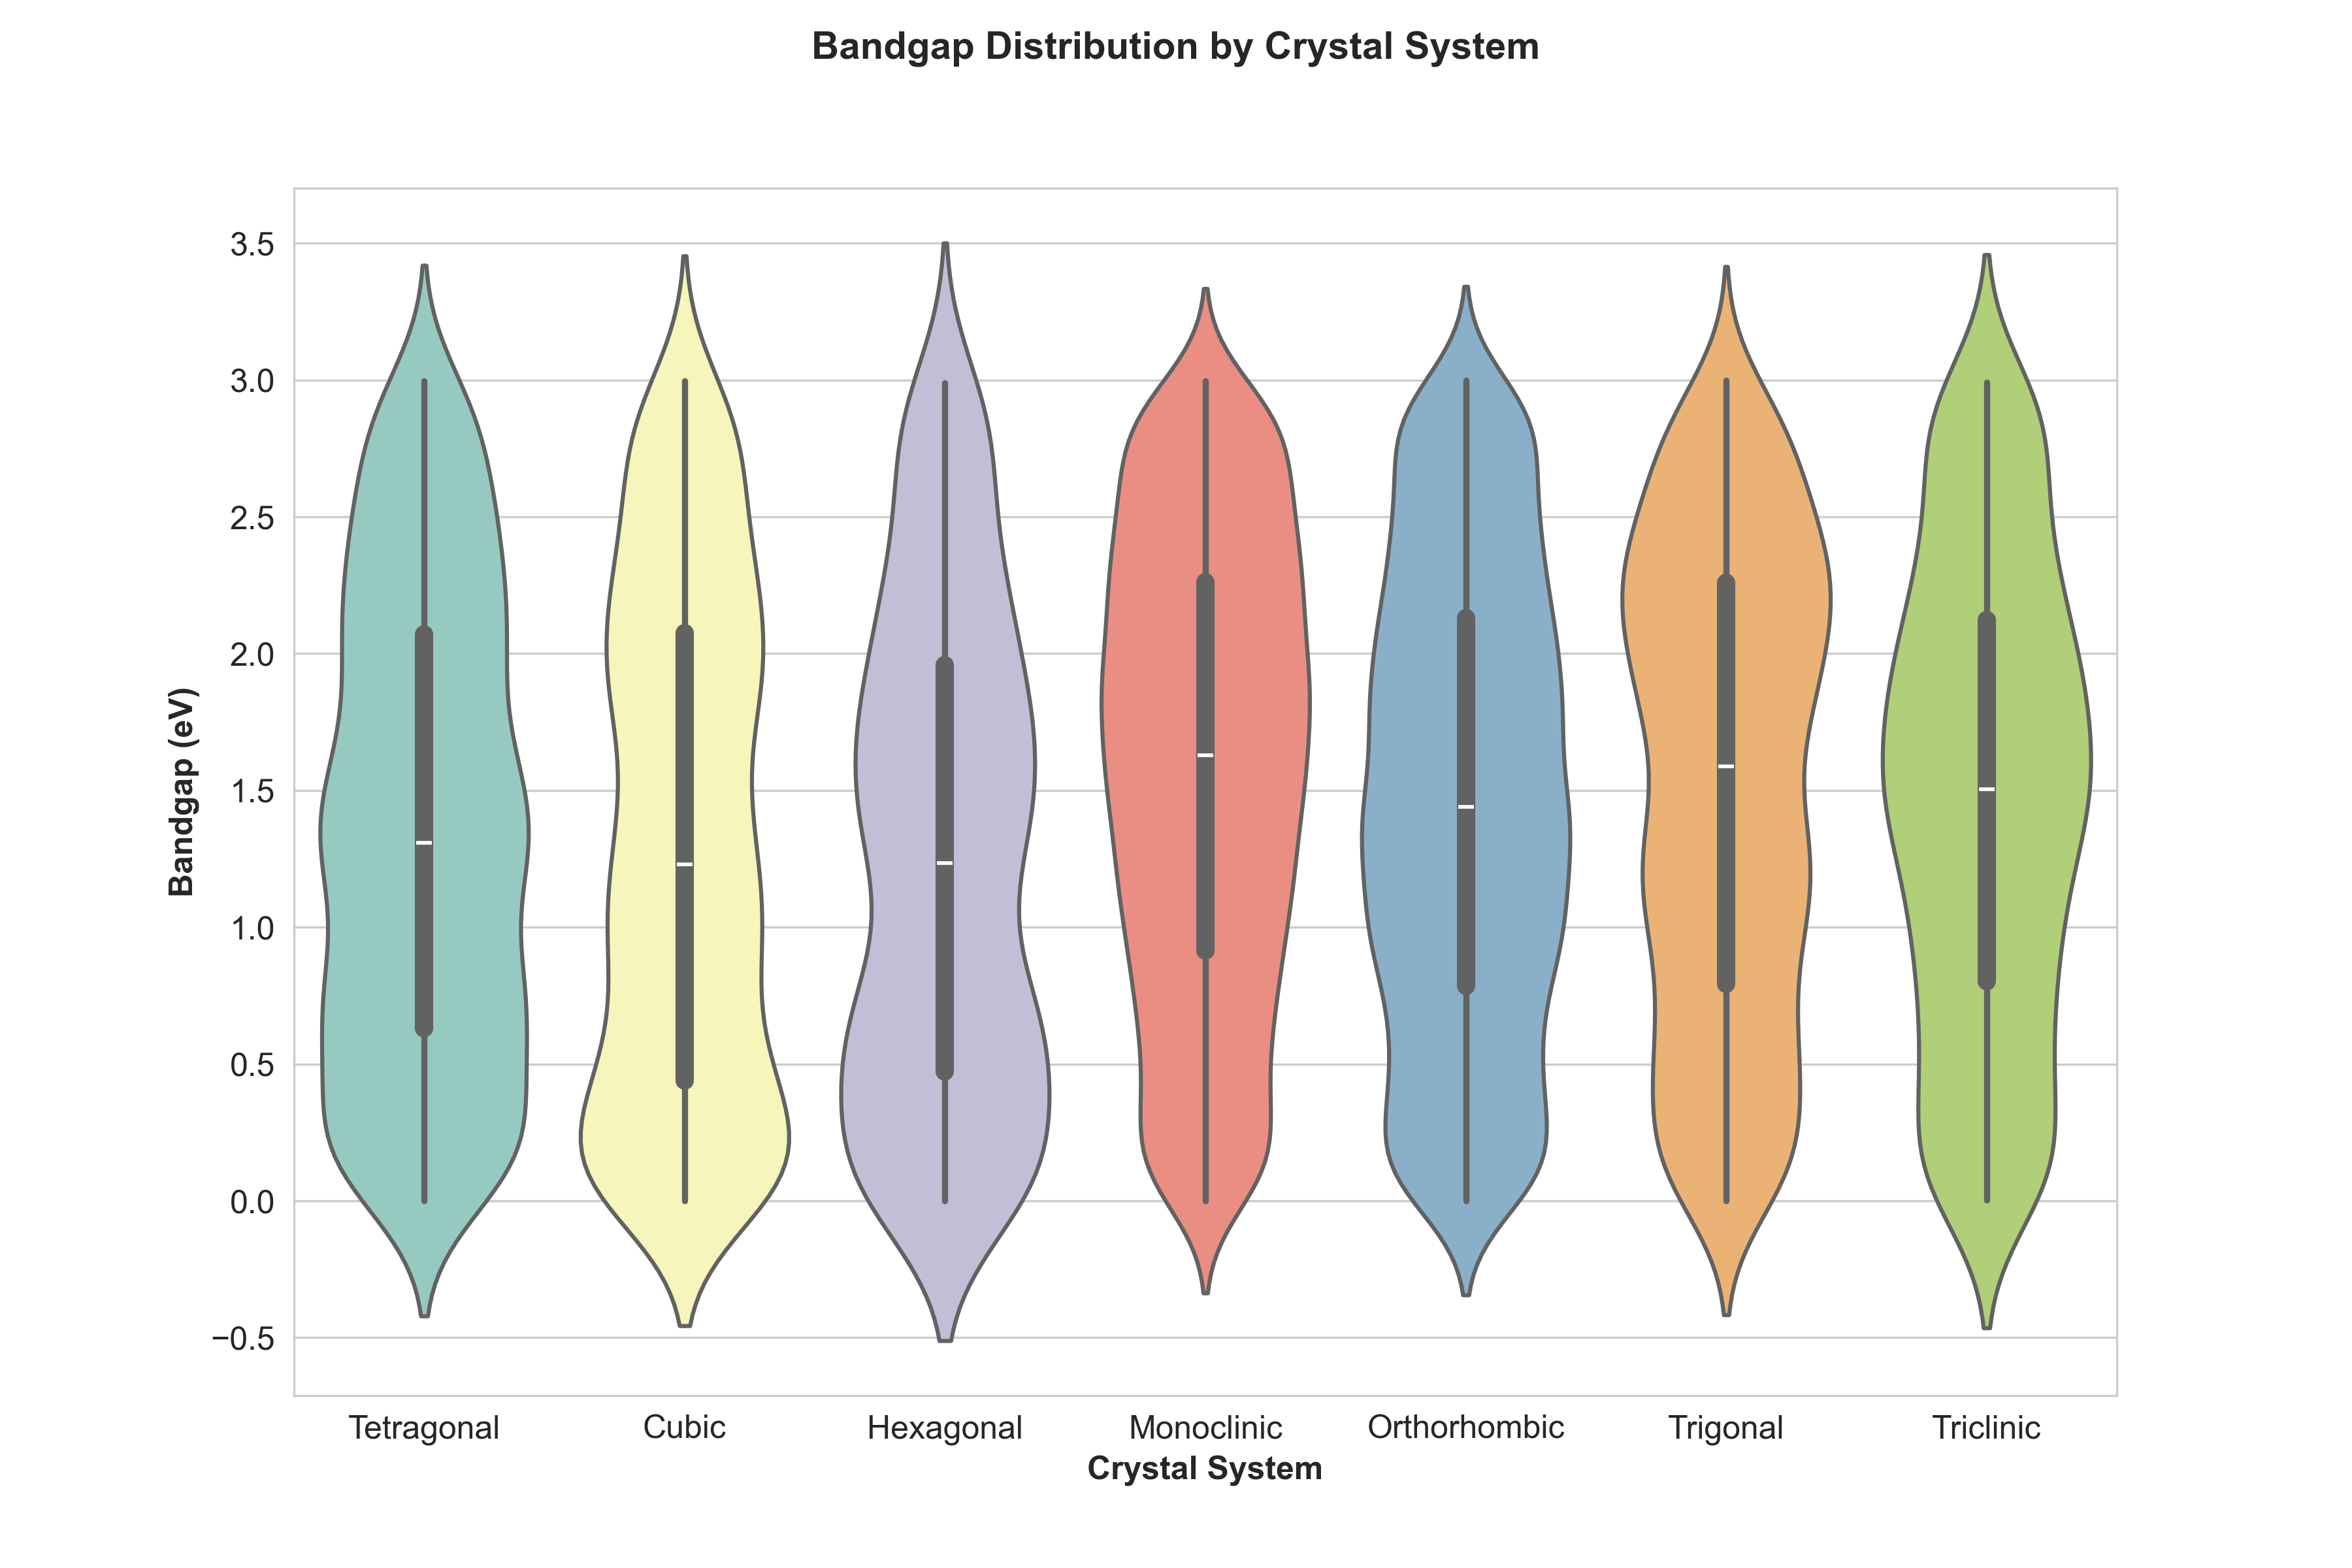 Bandgap Distribution by Crystal System
Bandgap (eV)
3.5
3.0
2.5
2.0
1.5
1.0
0.5
0.0
−0.5
Tetragonal Cubic Hexagonal Monoclinic Orthorhombic Trigonal Triclinic
Crystal System